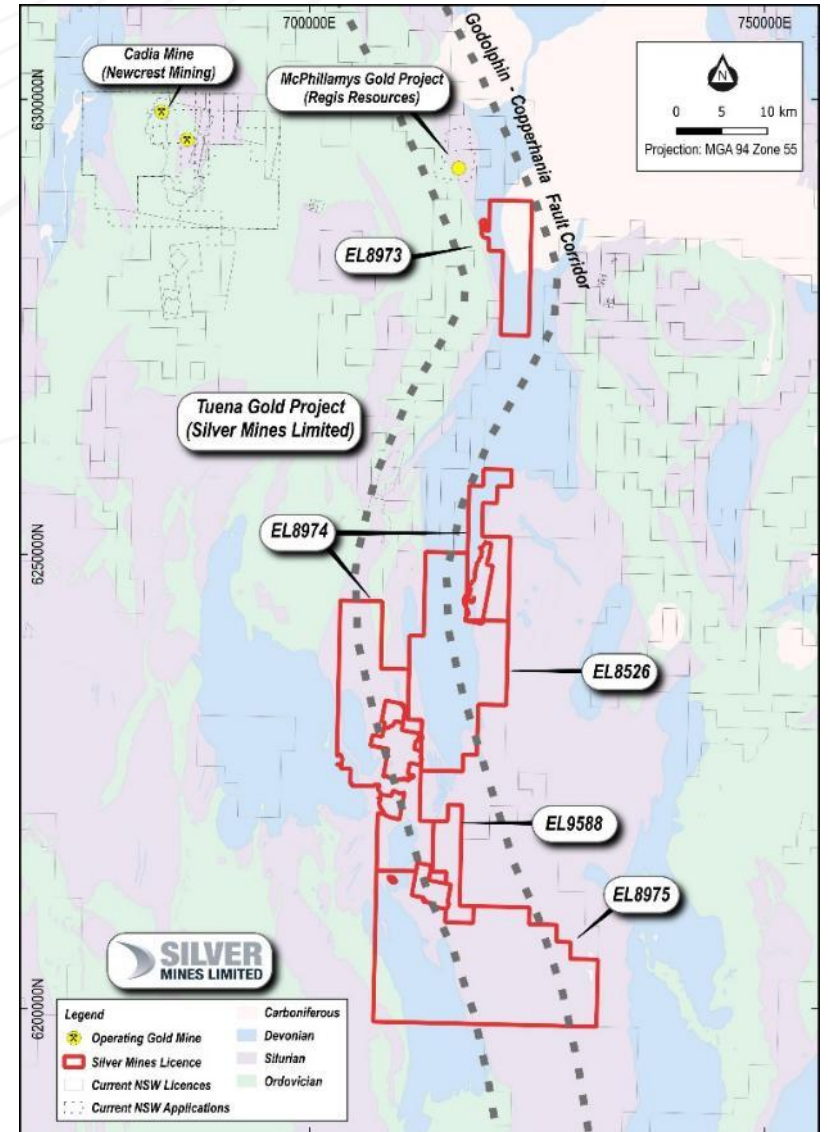 700000E
750000E
6300000N
6250000N
6200000N
Cadia Mine
(Newcrest Mining)
McPhillamys Gold Project
(Regis Resources)
Godolphin - Copperhania Fault Corridor
0 5 10 km
Projection: MGA 94 Zone 55
EL8973
Tuena Gold Project
(Silver Mines Limited)
EL8974
EL8526
EL9588
EL8975
SILVER
MINES LIMITED
Legend
Operating Gold Mine
Silver Mines Licence
Current NSW Licences
Current NSW Applications
Carboniferous
Devonian
Siturian
Ordovician